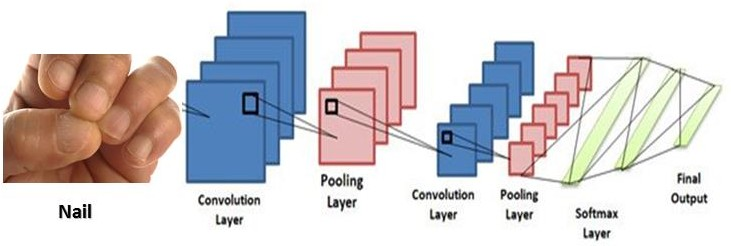 Nail
Convolution
Layer
Pooling
Layer
Convolution
Layer
Pooling
Layer
Softmax
Layer
Final
Output